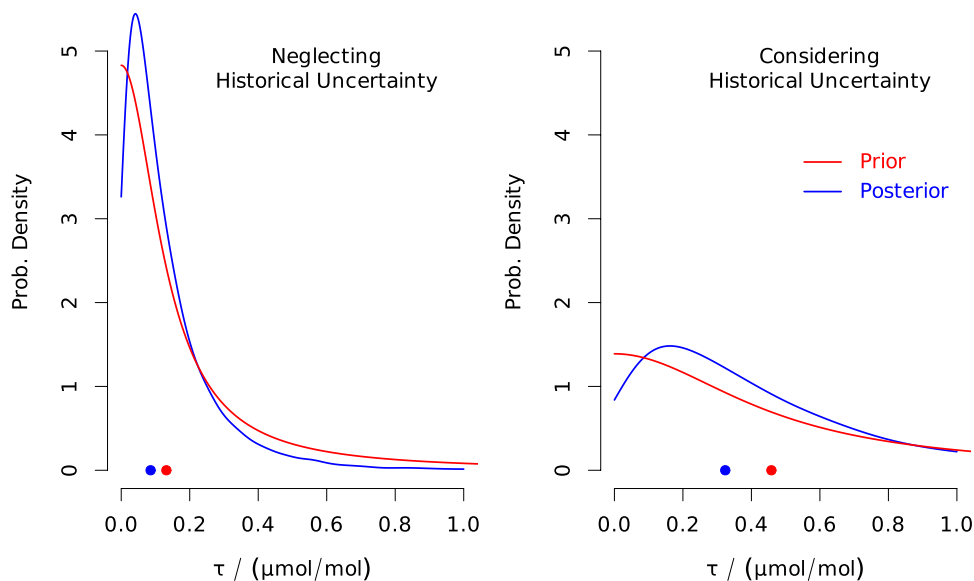 Neglecting
Historical Uncertainty
Prob. Density
5
4
3
2
1
0
0.0 0.2 0.4 0.6 0.8 1.0
τ / (μmol/mol)
Considering
Historical Uncertainty
Prior
Posterior
Prob. Density
5
4
3
2
1
0
0.0 0.2 0.4 0.6 0.8 1.0
τ / (μmol/mol)